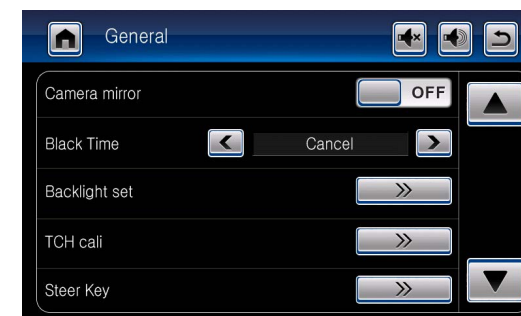 General
Camera mirror OFF
Black Time Cancel
Backlight set
TCH cali
Steer Key